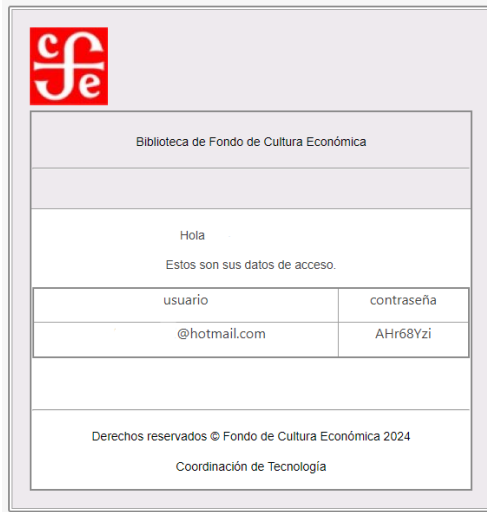 cfe
Biblioteca de Fondo de Cultura Económica
Hola
Estos son sus datos de acceso.
usuario contraseña
@hotmail.com AHr68Yzi
Derechos reservados © Fondo de Cultura Económica 2024
Coordinación de Tecnología